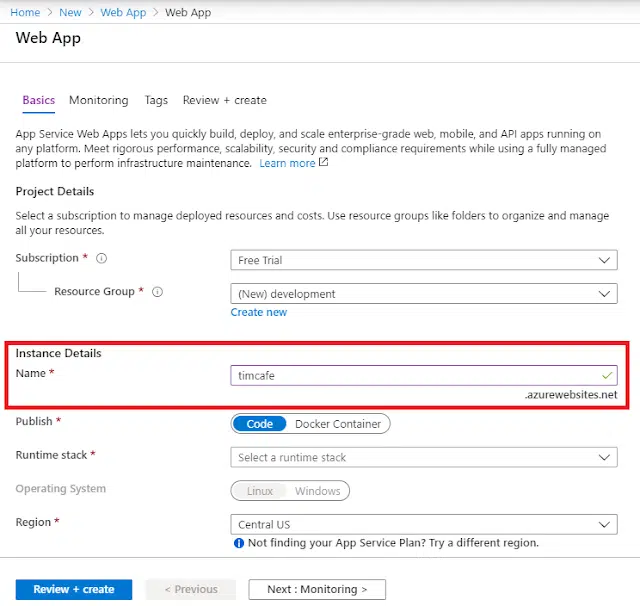 Home > New > Web App > Web App
Web App
Basics Monitoring Tags Review + create
App Service Web Apps lets you quickly build, deploy, and scale enterprise-grade web, mobile, and API apps running on
any platform. Meet rigorous performance, scalability, security and compliance requirements while using a fully managed
platform to perform infrastructure maintenance. Learn more
Project Details
Select a subscription to manage deployed resources and costs. Use resource groups like folders to organize and manage
all your resources.
Subscription * Free Trial
Resource Group * (New) development
Create new
Instance Details
Name * timcafe
.azurewebsites.net
Publish * Code Docker Container
Runtime stack * Select a runtime stack
Operating System Linux Windows
Region * Central US
Not finding your App Service Plan? Try a different region.
Review + create < Previous Next : Monitoring >